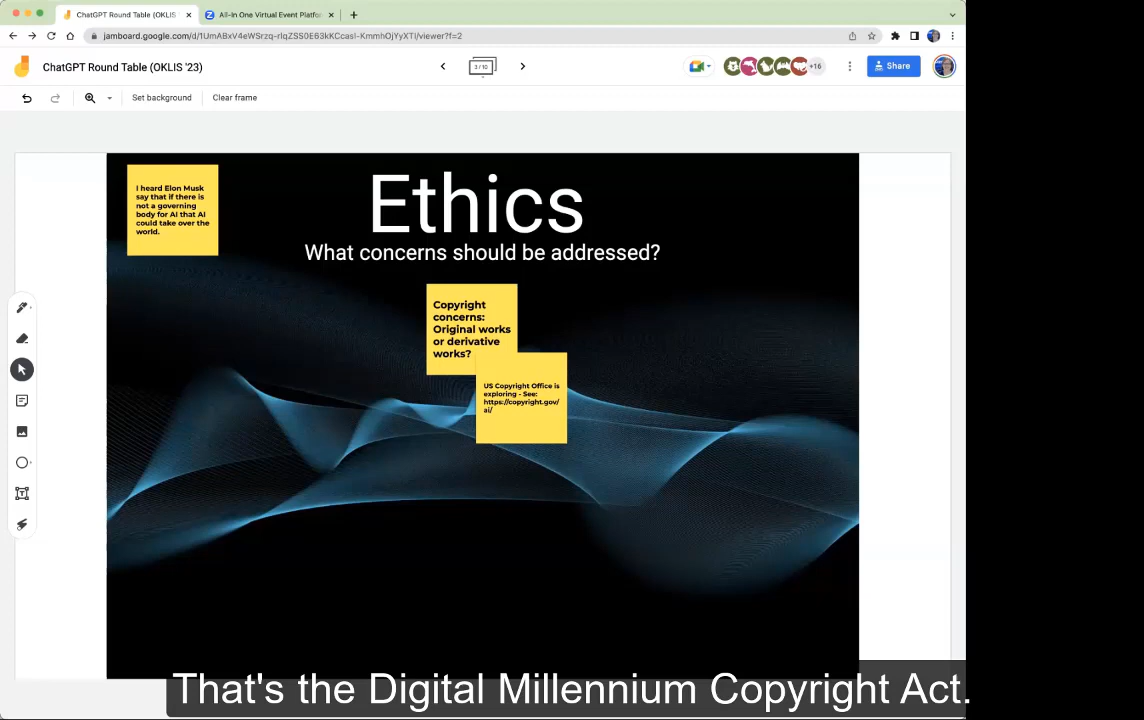 ChatGPT Round Table (OKLIS '
All-In One Virtual Event Platfo
jamboard.google.com/d/1UmABxV4eWSrzq-rlqZSS0E63kKCcasI-KmmhOjYyXTI/viewer?f=2
ChatGPT Round Table (OKLIS '23)
3 / 10
+16
Share
Set background
Clear frame
I heard Elon Musk
say that if there is
not a governing
body for AI that AI
could take over the
world.
Ethics
What concerns should be addressed?
Copyright
concerns:
Original works
or derivative
works?
US Copyright Office is
exploring - See:
https://copyright.gov/
ai/
That's the Digital Millennium Copyright Act.